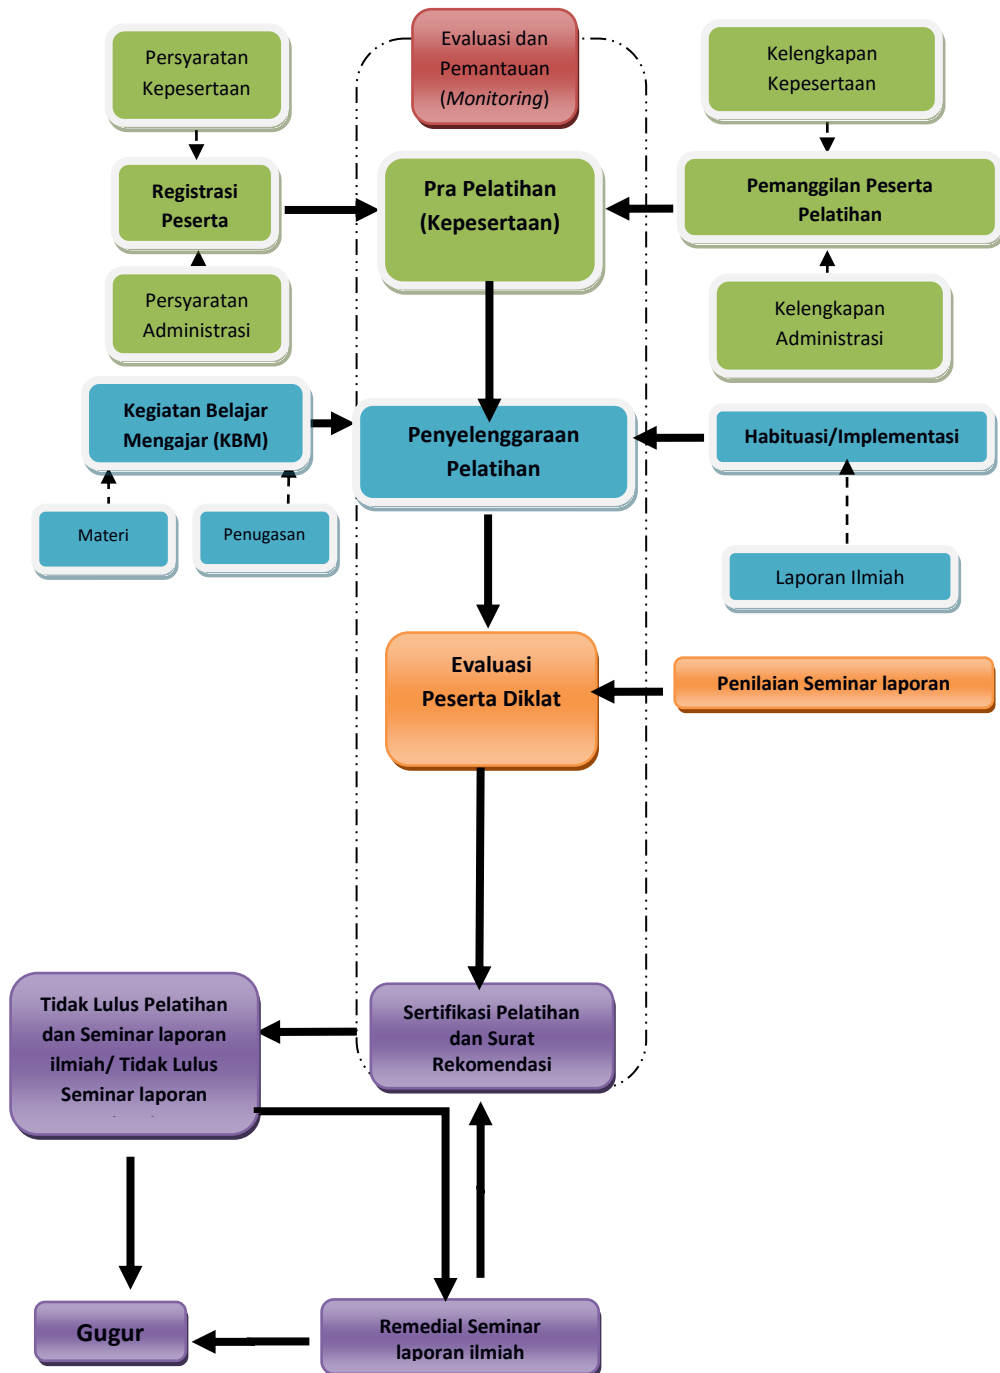 Persyaratan
Kepesertaan
Evaluasi dan
Pemantauan
(Monitoring)
Kelengkapan
Kepesertaan
Registrasi
Peserta
Pra Pelatihan
(Kepesertaan)
Pemanggilan Peserta
Pelatihan
Persyaratan
Administrasi
Kelengkapan
Administrasi
Kegiatan Belajar
Mengajar (KBM)
Penyelenggaraan
Pelatihan
Habituasi/Implementasi
Materi
Penugasan
Laporan Ilmiah
Evaluasi
Peserta Diklat
Penilaian Seminar laporan
Tidak Lulus Pelatihan
dan Seminar laporan
ilmiah/ Tidak Lulus
Seminar laporan
Sertifikasi Pelatihan
dan Surat
Rekomendasi
Gugur
Remedial Seminar
laporan ilmiah